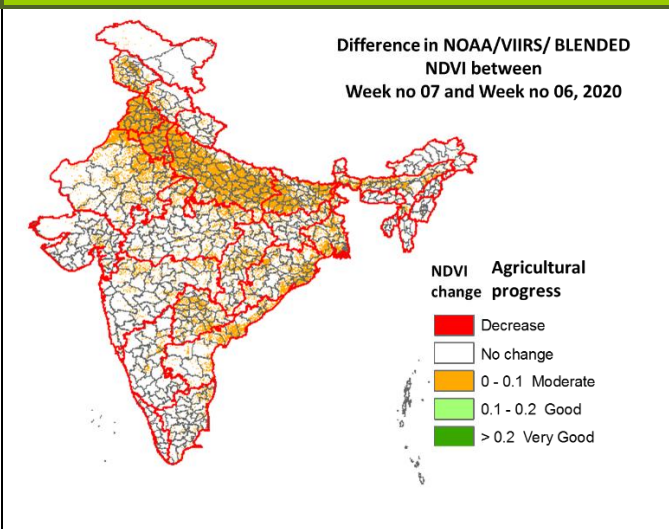 Difference in NOAA/VIIRS/ BLENDED
NDVI between
Week no 07 and Week no 06, 2020
NDVI change
Agricultural progress
Decrease
No change
0 - 0.1 Moderate
0.1 - 0.2 Good
> 0.2 Very Good